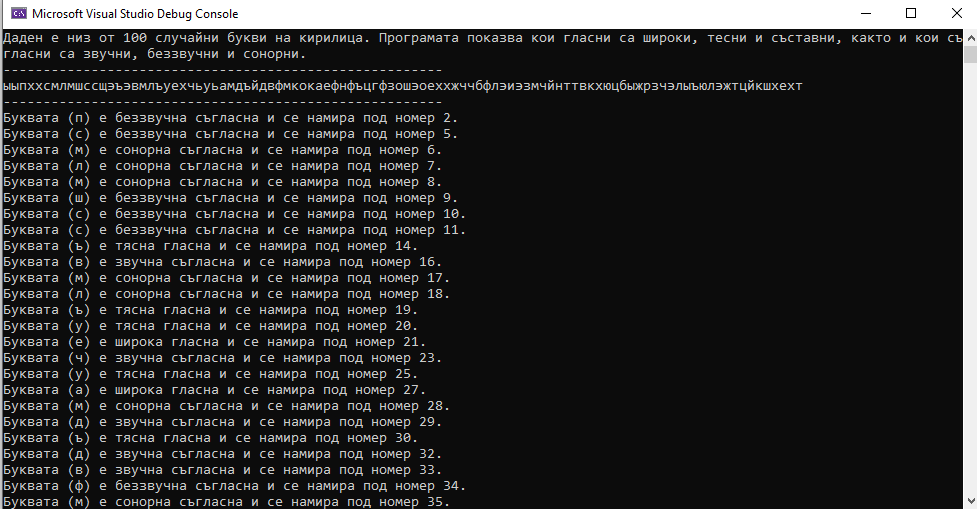 Microsoft Visual Studio Debug Console
Даден е низ от 100 случайни букви на кирилица. Програмата показва кои гласни са широки, тесни и съставни, както и кои съ
гласни са звучни, беззвучни и сонорни.
-------------------------------------------------------
ыыпххсмлмшссщэъэвмлъуехчьуьамдъйдвфмкокаефнфъцгфзошэоеххжччбфлэиэзмчйнттвкхюцбыжрзчэлыъюлэжтцйкшхехт
-------------------------------------------------------
Буквата (п) е беззвучна съгласна и се намира под номер 2.
Буквата (с) е беззвучна съгласна и се намира под номер 5.
Буквата (м) е сонорна съгласна и се намира под номер 6.
Буквата (л) е сонорна съгласна и се намира под номер 7.
Буквата (м) е сонорна съгласна и се намира под номер 8.
Буквата (ш) е беззвучна съгласна и се намира под номер 9.
Буквата (с) е беззвучна съгласна и се намира под номер 10.
Буквата (с) е беззвучна съгласна и се намира под номер 11.
Буквата (ъ) е тясна гласна и се намира под номер 14.
Буквата (в) е звучна съгласна и се намира под номер 16.
Буквата (м) е сонорна съгласна и се намира под номер 17.
Буквата (л) е сонорна съгласна и се намира под номер 18.
Буквата (ъ) е тясна гласна и се намира под номер 19.
Буквата (у) е тясна гласна и се намира под номер 20.
Буквата (е) е широка гласна и се намира под номер 21.
Буквата (ч) е звучна съгласна и се намира под номер 23.
Буквата (у) е тясна гласна и се намира под номер 25.
Буквата (а) е широка гласна и се намира под номер 27.
Буквата (м) е сонорна съгласна и се намира под номер 28.
Буквата (д) е звучна съгласна и се намира под номер 29.
Буквата (ъ) е тясна гласна и се намира под номер 30.
Буквата (д) е звучна съгласна и се намира под номер 32.
Буквата (в) е звучна съгласна и се намира под номер 33.
Буквата (ф) е беззвучна съгласна и се намира под номер 34.
Буквата (м) е сонорна съгласна и се намира под номер 35.